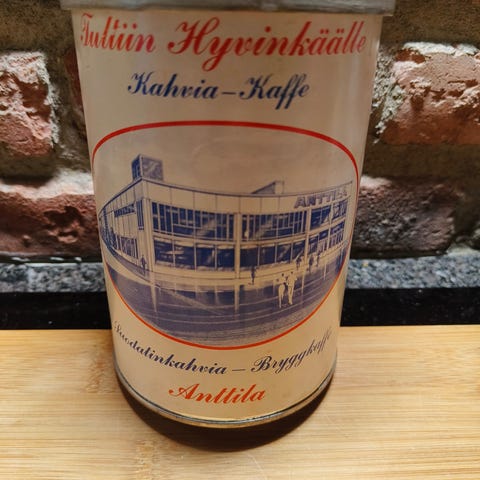 Tultiin Hyvinkäälle
Kahvia–Kaffe
ANTTILA
Suodatinkahvia – Bryggkaffe
Anttila